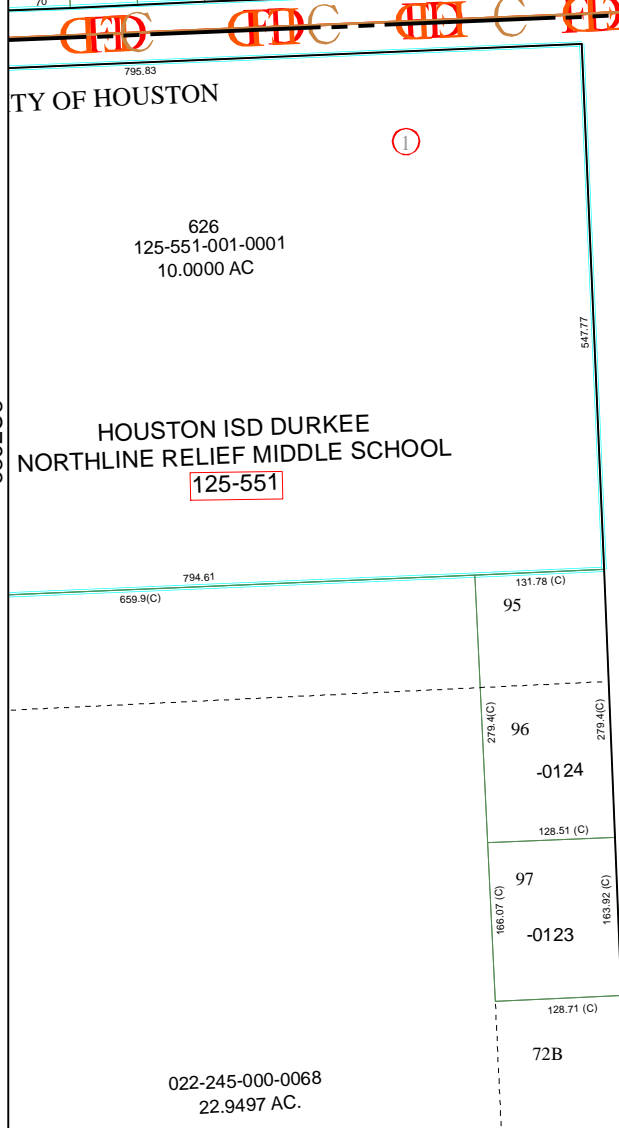 70
795.83
TY OF HOUSTON
1
626
125-551-001-0001
10.0000 AC
547.77
HOUSTON ISD DURKEE
NORTHLINE RELIEF MIDDLE SCHOOL
125-551
794.61
131.78 (C)
659.9(C)
95
279.4(C)
96
279.4(C)
-0124
128.51 (C)
97
166.07 (C)
163.92 (C)
-0123
128.71 (C)
72B
022-245-000-0068
22.9497 AC.